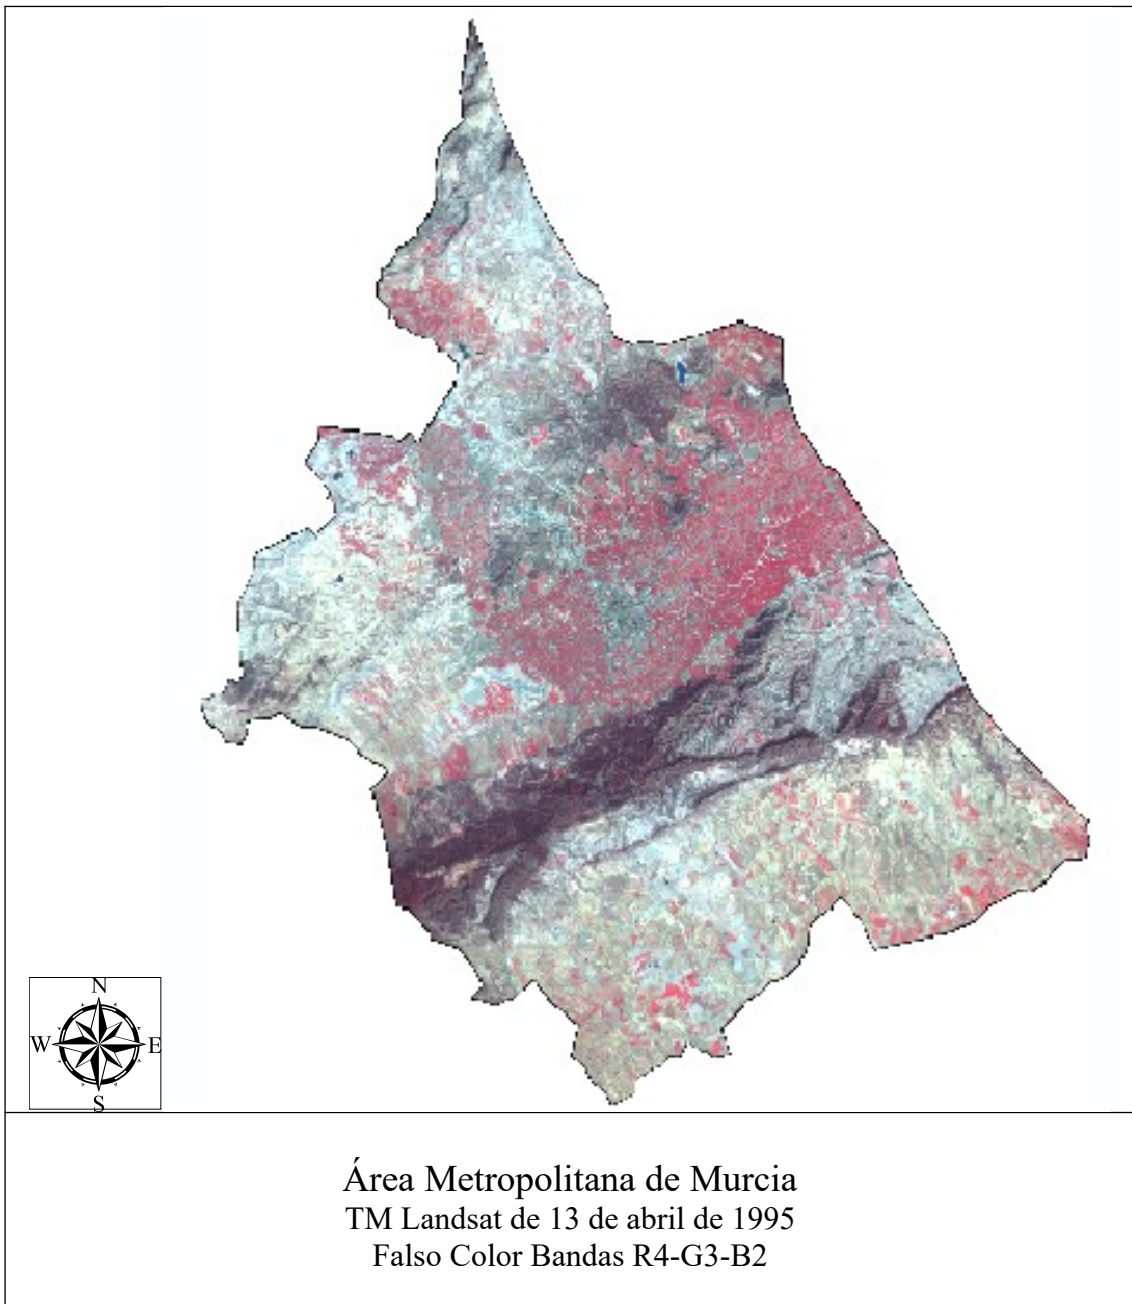 N
W E
S
Área Metropolitana de Murcia
TM Landsat de 13 de abril de 1995
Falso Color Bandas R4-G3-B2